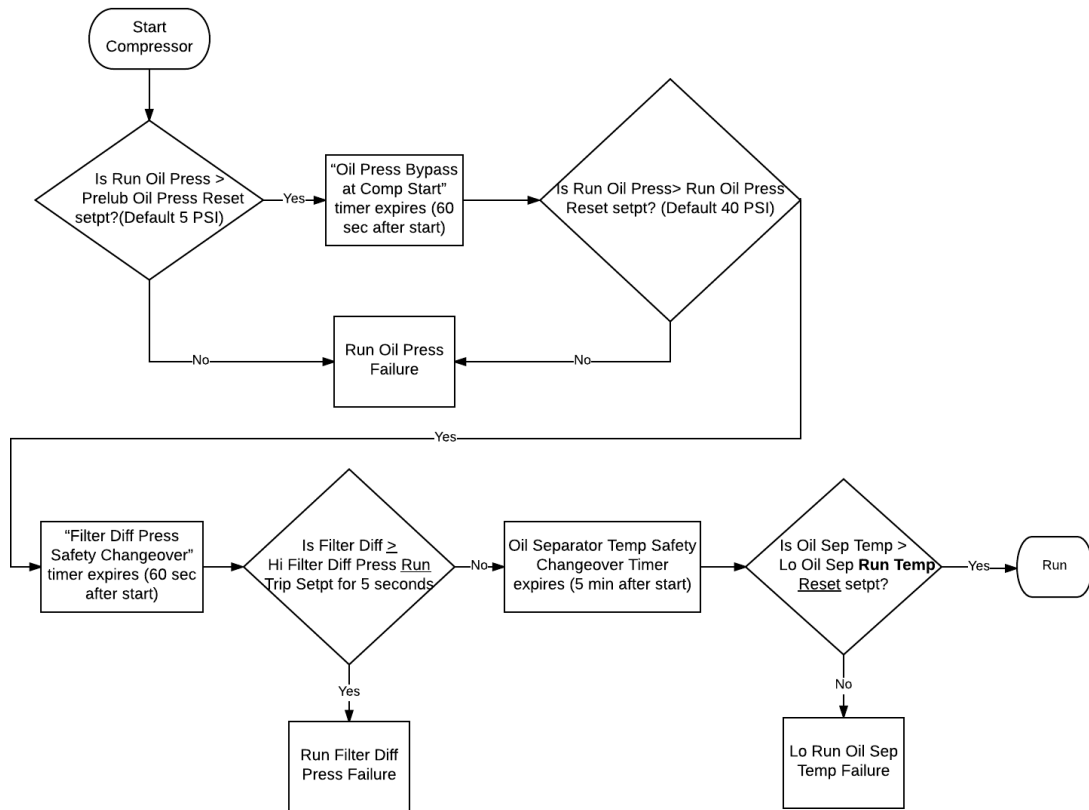 Start
Compressor
Is Run Oil Press >
Prelub Oil Press Reset
setpt?(Default 5 PSI)
Yes
“Oil Press Bypass
at Comp Start”
timer expires (60
sec after start)
Is Run Oil Press> Run Oil Press
Reset setpt? (Default 40 PSI)
No
Run Oil Press
Failure
No
Yes
“Filter Diff Press
Safety Changeover”
timer expires (60 sec
after start)
Is Filter Diff >
Hi Filter Diff Press Run
Trip Setpt for 5 seconds
No
Oil Separator Temp Safety
Changeover Timer
expires (5 min after start)
Is Oil Sep Temp >
Lo Oil Sep Run Temp
Reset setpt?
Yes
Run
Yes
Run Filter Diff
Press Failure
No
Lo Run Oil Sep
Temp Failure